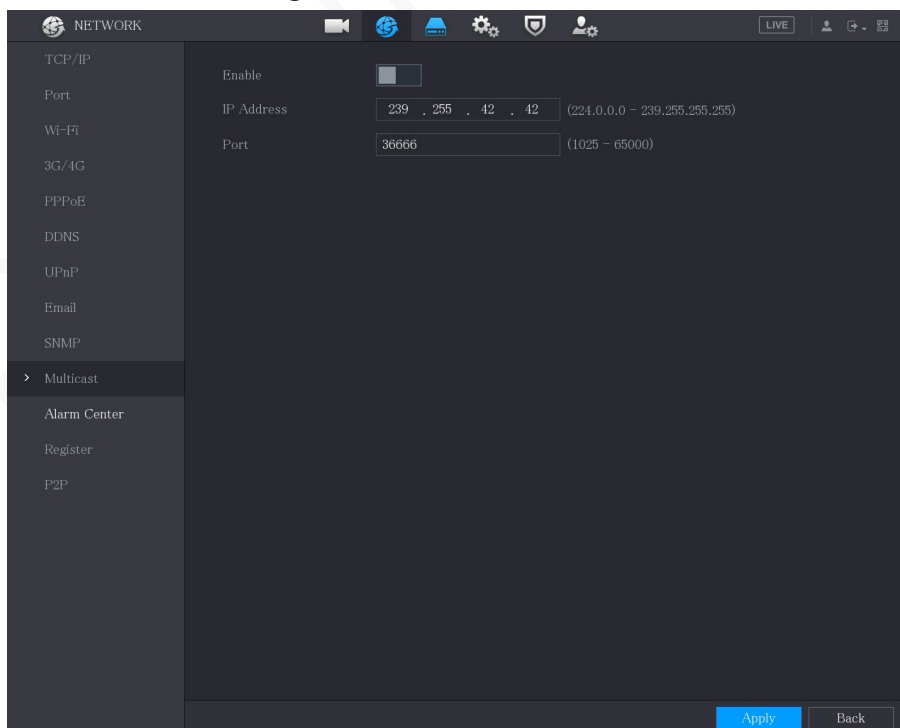 NETWORK
LIVE
TCP/IP
Port
Wi-Fi
3G/4G
PPPoE
DDNS
UPnP
Email
SNMP
Multicast
Alarm Center
Register
P2P
Enable
IP Address 239 . 255 . 42 . 42 (224.0.0.0 - 239.255.255.255)
Port 36666 (1025 - 65000)
Apply Back